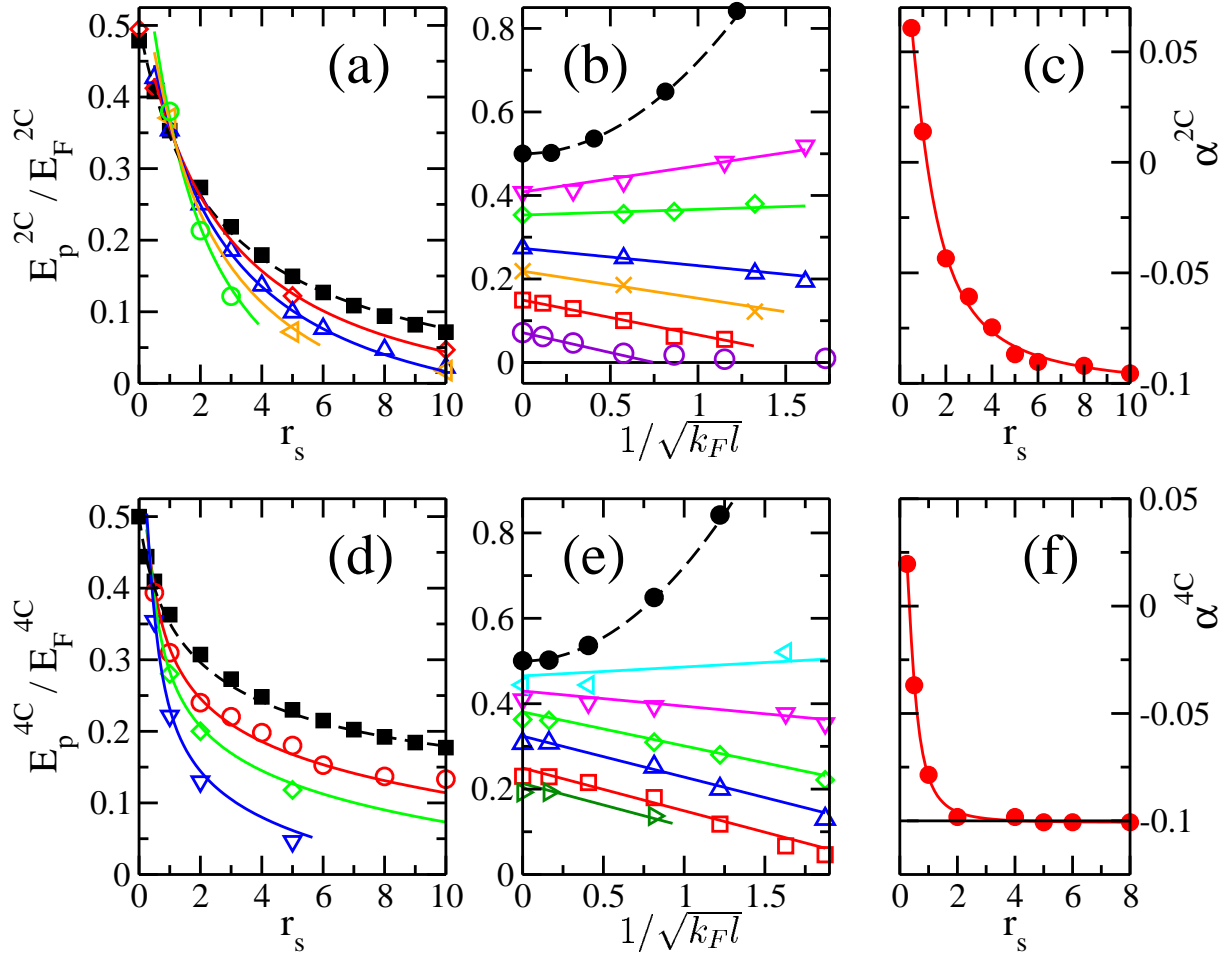 (a)
0.5
0.4
0.3
0.2
0.1
0
0 2 4 6 8 10
r_s
E_p^2C / E_F^2C
(b)
0.8
0.6
0.4
0.2
0
0 0.5 1 1.5
1/√k_F l
(c)
0.05
0
-0.05
-0.1
0 2 4 6 8 10
r_s
α^2C
(d)
0.5
0.4
0.3
0.2
0.1
0
0 2 4 6 8 10
r_s
E_p^4C / E_F^4C
(e)
0.8
0.6
0.4
0.2
0
0 0.5 1 1.5
1/√k_F l
(f)
0.05
0
-0.05
-0.1
0 2 4 6 8
r_s
α^4C